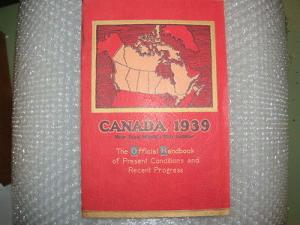 CANADA 1939
The Official Handbook
of Present Conditions and
Recent Progress